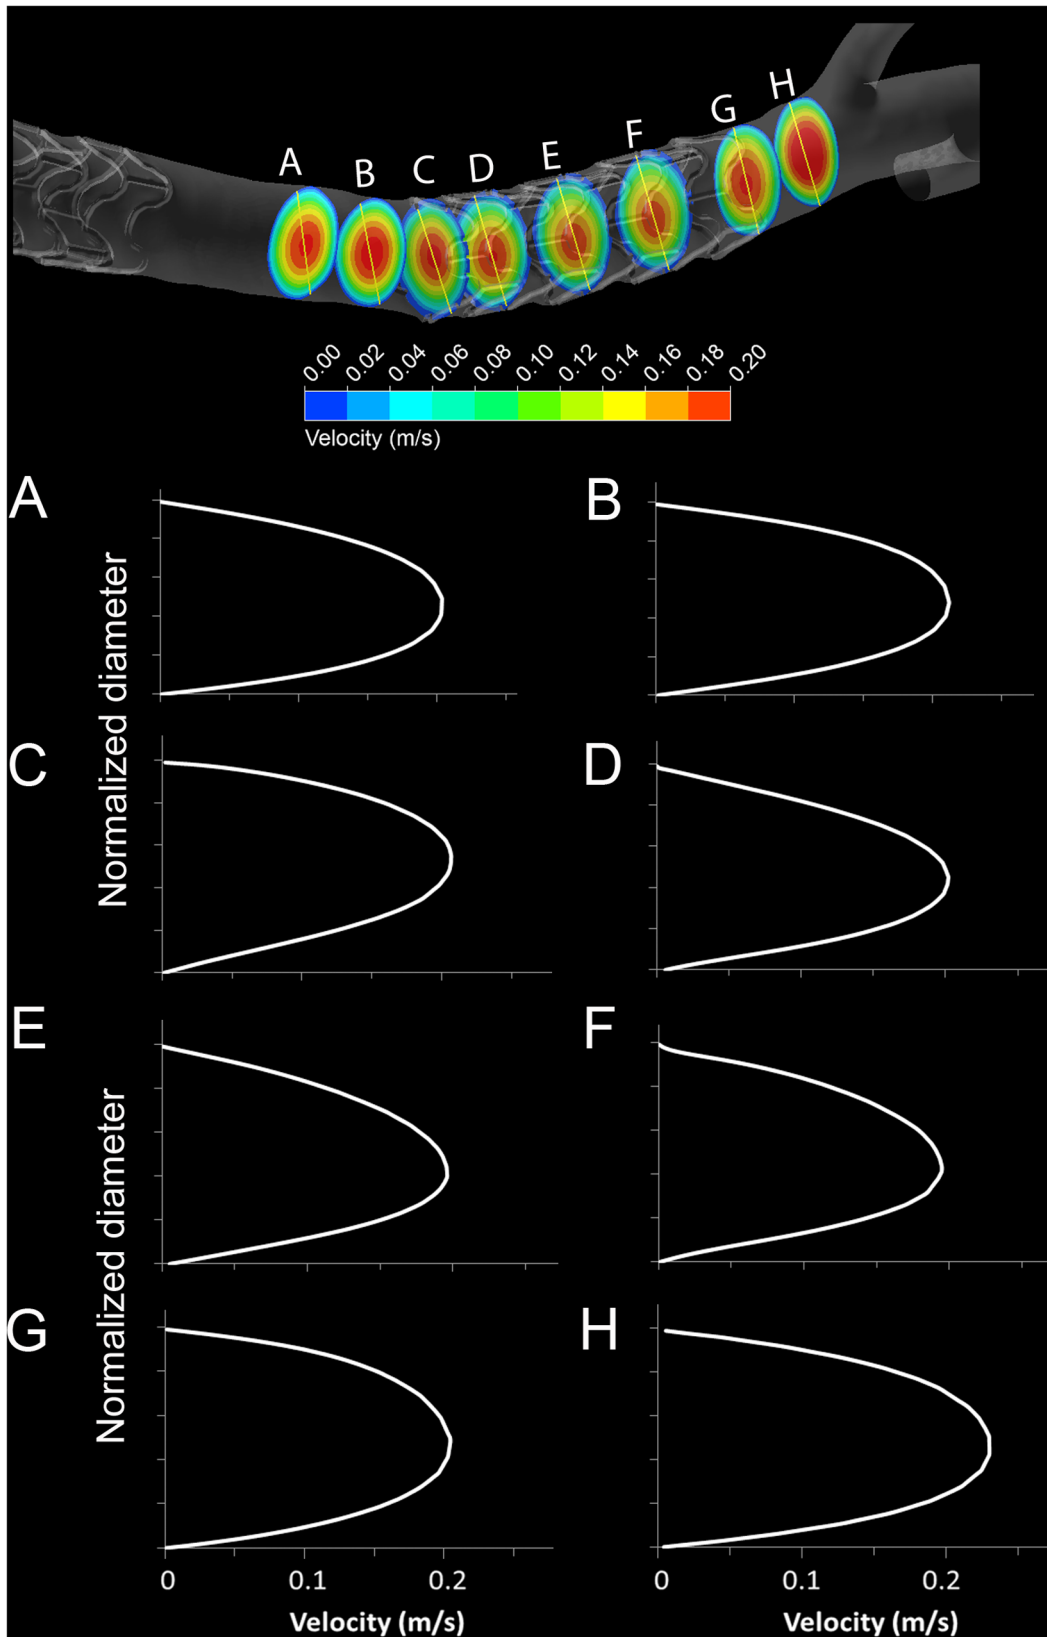 A B C D E F G H
0.00 0.02 0.04 0.06 0.08 0.10 0.12 0.14 0.16 0.18 0.20
Velocity (m/s)
A B
Normalized diameter
C D
E F
Normalized diameter
G H
0 0.1 0.2 0 0.1 0.2
Velocity (m/s) Velocity (m/s)